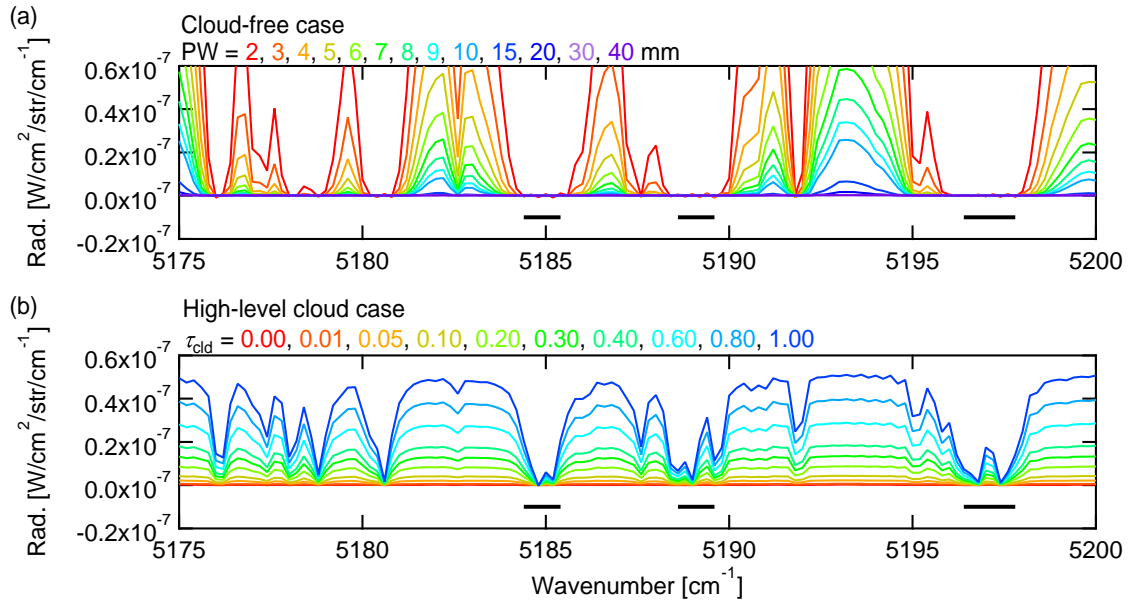 (a)
Cloud-free case
PW = 2, 3, 4, 5, 6, 7, 8, 9, 10, 15, 20, 30, 40 mm
Rad. [W/cm²/str/cm⁻¹]
0.6x10⁻⁷
0.4x10⁻⁷
0.2x10⁻⁷
0.0x10⁻⁷
-0.2x10⁻⁷
5175 5180 5185 5190 5195 5200
(b)
High-level cloud case
τcld = 0.00, 0.01, 0.05, 0.10, 0.20, 0.30, 0.40, 0.60, 0.80, 1.00
Rad. [W/cm²/str/cm⁻¹]
0.6x10⁻⁷
0.4x10⁻⁷
0.2x10⁻⁷
0.0x10⁻⁷
-0.2x10⁻⁷
5175 5180 5185 5190 5195 5200
Wavenumber [cm⁻¹]